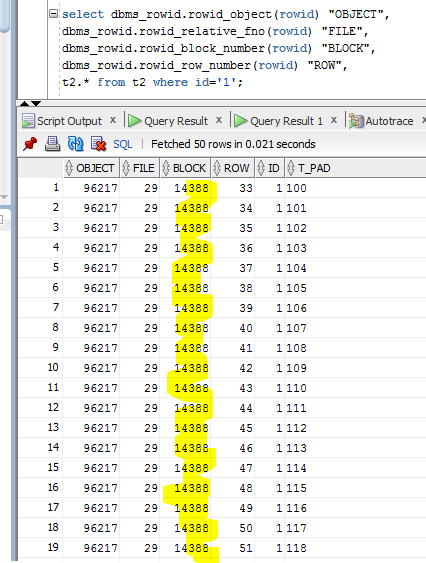 select dbms_rowid.rowid_object(rowid) "OBJECT",
dbms_rowid.rowid_relative_fno(rowid) "FILE",
dbms_rowid.rowid_block_number(rowid) "BLOCK",
dbms_rowid.rowid_row_number(rowid) "ROW",
t2.* from t2 where id='1';
Script Output x Query Result x Query Result 1 x Autotrace
SQL | Fetched 50 rows in 0.021 seconds
OBJECT FILE BLOCK ROW ID T_PAD
1 96217 29 14388 33 1 100
2 96217 29 14388 34 1 101
3 96217 29 14388 35 1 102
4 96217 29 14388 36 1 103
5 96217 29 14388 37 1 104
6 96217 29 14388 38 1 105
7 96217 29 14388 39 1 106
8 96217 29 14388 40 1 107
9 96217 29 14388 41 1 108
10 96217 29 14388 42 1 109
11 96217 29 14388 43 1 110
12 96217 29 14388 44 1 111
13 96217 29 14388 45 1 112
14 96217 29 14388 46 1 113
15 96217 29 14388 47 1 114
16 96217 29 14388 48 1 115
17 96217 29 14388 49 1 116
18 96217 29 14388 50 1 117
19 96217 29 14388 51 1 118